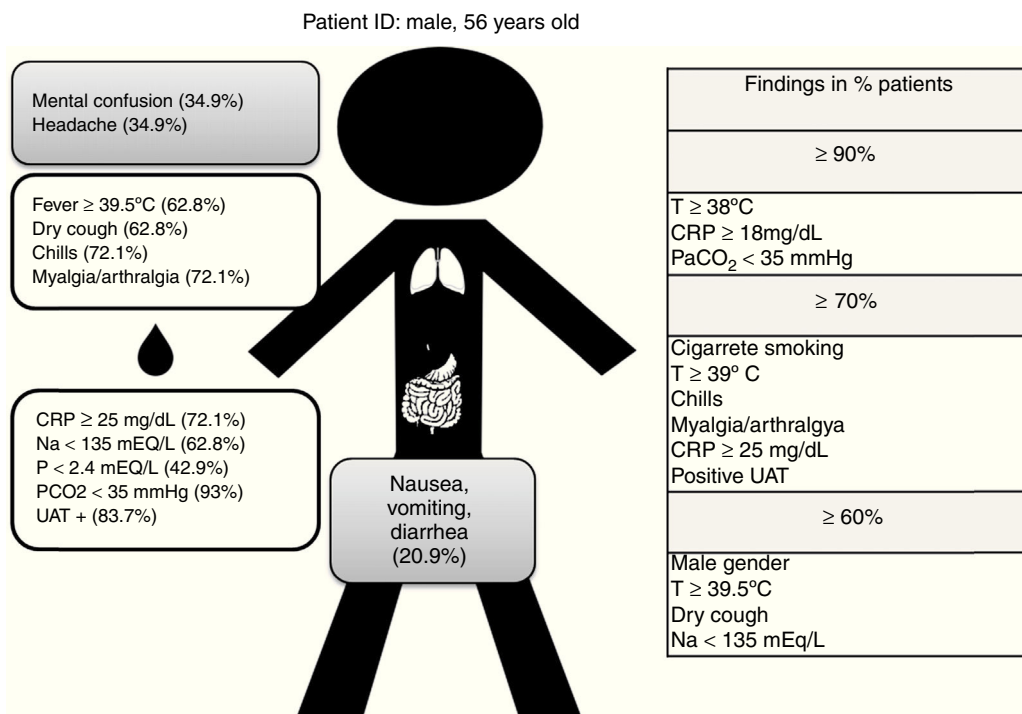 Patient ID: male, 56 years old
Mental confusion (34.9%)
Headache (34.9%)
Fever ≥ 39.5ºC (62.8%)
Dry cough (62.8%)
Chills (72.1%)
Myalgia/arthralgia (72.1%)
CRP ≥ 25 mg/dL (72.1%)
Na < 135 mEQ/L (62.8%)
P < 2.4 mEQ/L (42.9%)
PCO2 < 35 mmHg (93%)
UAT + (83.7%)
Nausea,
vomiting,
diarrhea
(20.9%)
Findings in % patients
≥ 90%
T ≥ 38ºC
CRP ≥ 18mg/dL
PaCO₂ < 35 mmHg
≥ 70%
Cigarrete smoking
T ≥ 39º C
Chills
Myalgia/arthralgya
CRP ≥ 25 mg/dL
Positive UAT
≥ 60%
Male gender
T ≥ 39.5ºC
Dry cough
Na < 135 mEq/L